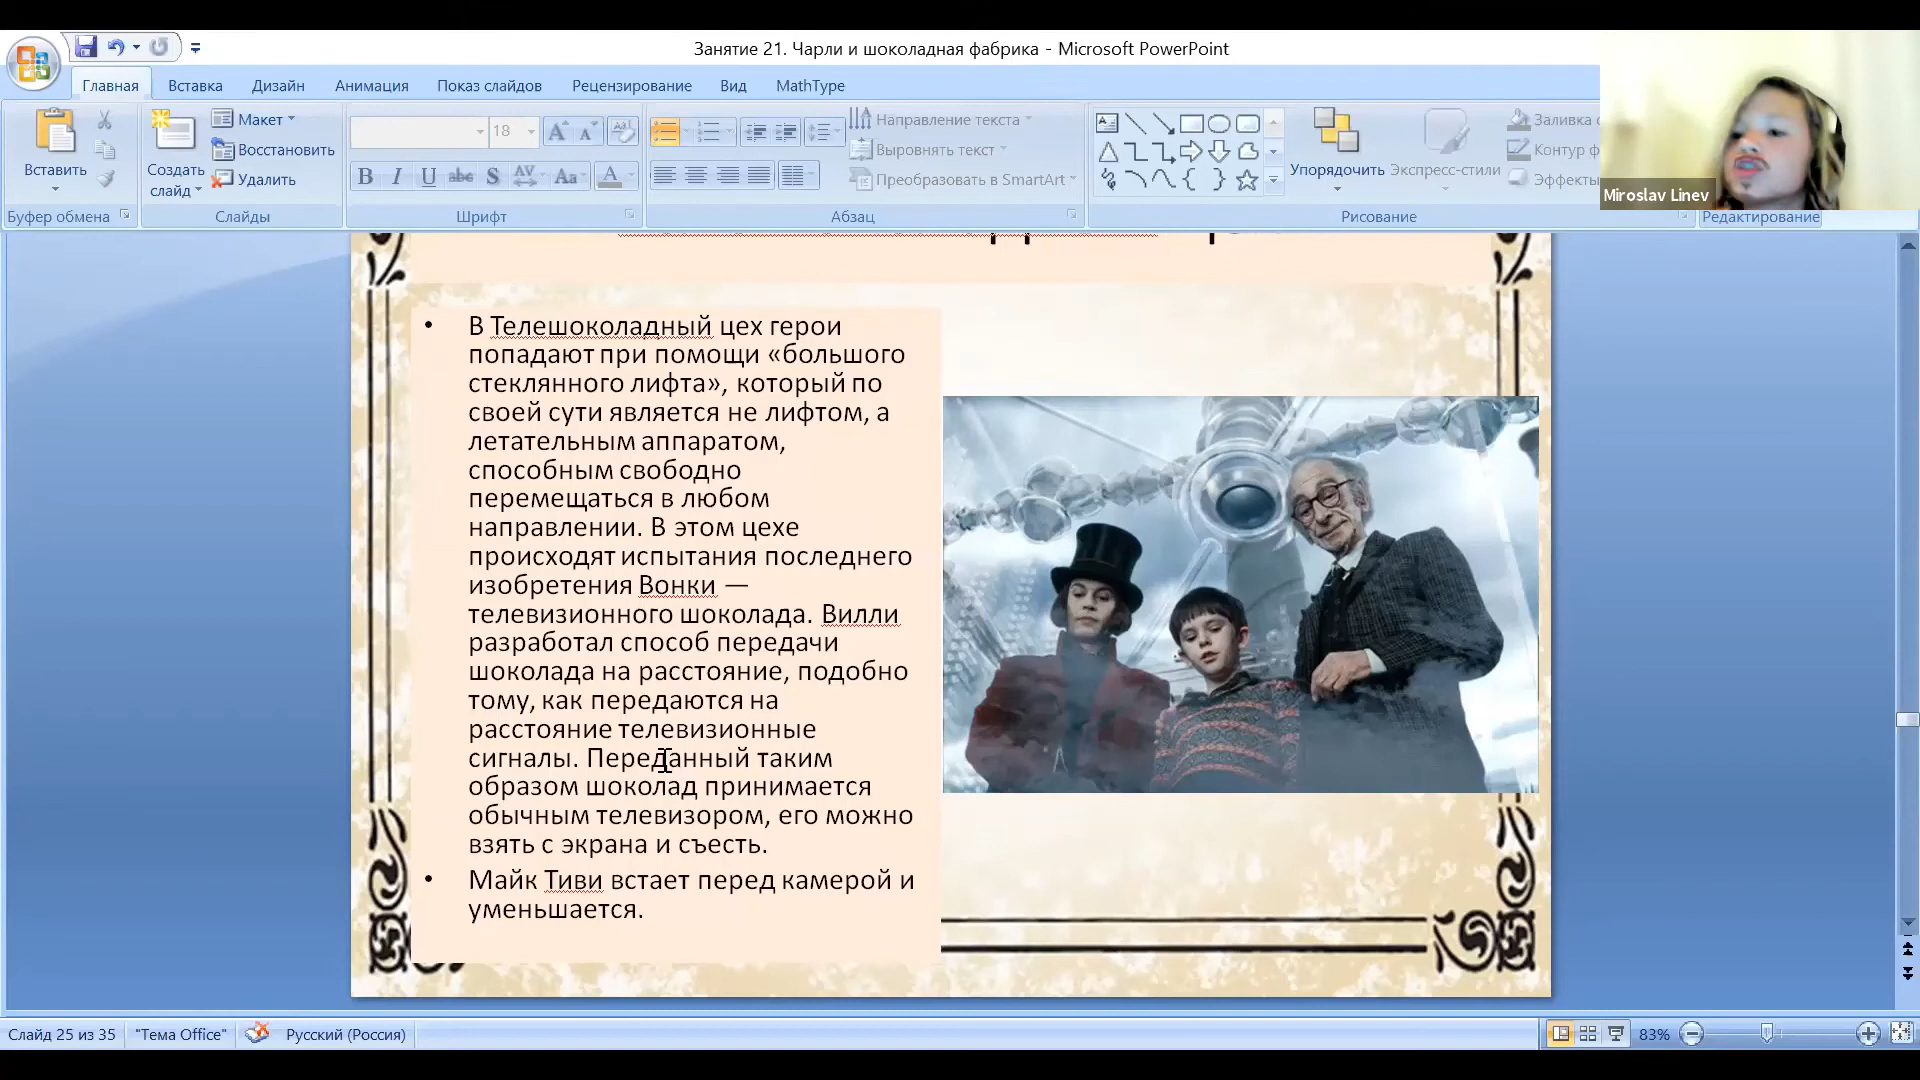 Занятие 21. Чарли и шоколадная фабрика - Microsoft PowerPoint
Главная Вставка Дизайн Анимация Показ слайдов Рецензирование Вид MathType
Вставить
Буфер обмена
Создать слайд
Макет
Восстановить
Удалить
Слайды
18
Шрифт
Направление текста
Выровнять текст
Преобразовать в SmartArt
Абзац
Упорядочить
Экспресс-стили
Заливка
Контур
Эффекты
Рисование
Редактирование
Miroslav Linev
• В Телешоколадный цех герои
попадают при помощи «большого
стеклянного лифта», который по
своей сути является не лифтом, а
летательным аппаратом,
способным свободно
перемещаться в любом
направлении. В этом цехе
происходят испытания последнего
изобретения Вонки —
телевизионного шоколада. Вилли
разработал способ передачи
шоколада на расстояние, подобно
тому, как передаются на
расстояние телевизионные
сигналы. Переданный таким
образом шоколад принимается
обычным телевизором, его можно
взять с экрана и съесть.
• Майк Тиви встает перед камерой и
уменьшается.
Слайд 25 из 35 "Тема Office" Русский (Россия) 83%